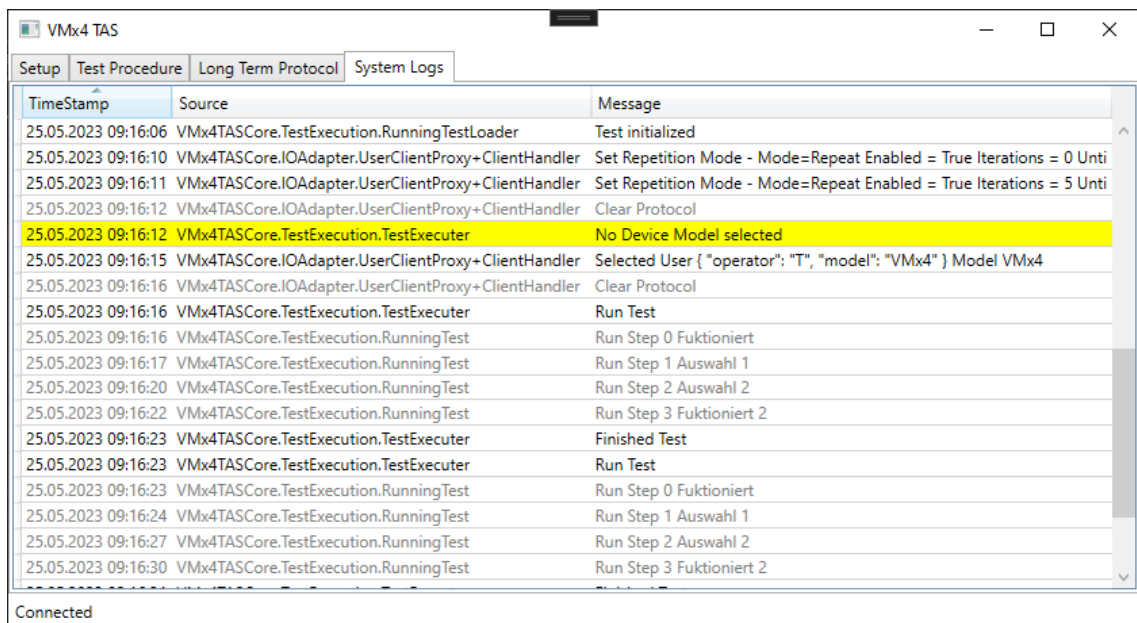 VMx4 TAS
Setup Test Procedure Long Term Protocol System Logs
TimeStamp Source Message
25.05.2023 09:16:06 VMx4TASCore.TestExecution.RunningTestLoader Test initialized
25.05.2023 09:16:10 VMx4TASCore.IOAdapter.UserClientProxy+ClientHandler Set Repetition Mode - Mode=Repeat Enabled = True Iterations = 0 Unti
25.05.2023 09:16:11 VMx4TASCore.IOAdapter.UserClientProxy+ClientHandler Set Repetition Mode - Mode=Repeat Enabled = True Iterations = 5 Unti
25.05.2023 09:16:12 VMx4TASCore.IOAdapter.UserClientProxy+ClientHandler Clear Protocol
25.05.2023 09:16:12 VMx4TASCore.TestExecution.TestExecuter No Device Model selected
25.05.2023 09:16:15 VMx4TASCore.IOAdapter.UserClientProxy+ClientHandler Selected User { "operator": "T", "model": "VMx4" } Model VMx4
25.05.2023 09:16:16 VMx4TASCore.IOAdapter.UserClientProxy+ClientHandler Clear Protocol
25.05.2023 09:16:16 VMx4TASCore.TestExecution.TestExecuter Run Test
25.05.2023 09:16:16 VMx4TASCore.TestExecution.RunningTest Run Step 0 Fuktioniert
25.05.2023 09:16:17 VMx4TASCore.TestExecution.RunningTest Run Step 1 Auswahl 1
25.05.2023 09:16:20 VMx4TASCore.TestExecution.RunningTest Run Step 2 Auswahl 2
25.05.2023 09:16:22 VMx4TASCore.TestExecution.RunningTest Run Step 3 Fuktioniert 2
25.05.2023 09:16:23 VMx4TASCore.TestExecution.TestExecuter Finished Test
25.05.2023 09:16:23 VMx4TASCore.TestExecution.TestExecuter Run Test
25.05.2023 09:16:23 VMx4TASCore.TestExecution.RunningTest Run Step 0 Fuktioniert
25.05.2023 09:16:24 VMx4TASCore.TestExecution.RunningTest Run Step 1 Auswahl 1
25.05.2023 09:16:27 VMx4TASCore.TestExecution.RunningTest Run Step 2 Auswahl 2
25.05.2023 09:16:30 VMx4TASCore.TestExecution.RunningTest Run Step 3 Fuktioniert 2
Connected